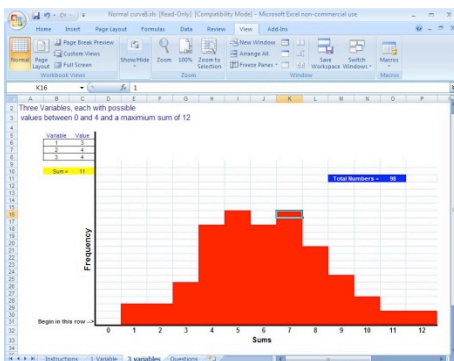 Normal curve8.xls [Read-Only] [Compatibility Mode] - Microsoft Excel non-commercial use
Home Insert Page Layout Formulas Data Review View Add-Ins
Normal Page Layout Page Break Preview Custom Views Full Screen Show/Hide Zoom 100% Zoom to Selection New Window Arrange All Freeze Panes Save Workspace Switch Windows Macros
Workbook Views Zoom Window Macros
K16 fx 1
A B C D E F G H I J K L M N O P
Three Variables, each with possible
values between 0 and 4 and a maximium sum of 12
Variable Value
1 3
2 4
3 4
Sum = 11
Total Numbers = 98
Frequency
Begin in this row -->
0 1 2 3 4 5 6 7 8 9 10 11 12
Sums
Instructions 1 Variable 3 variables Questions